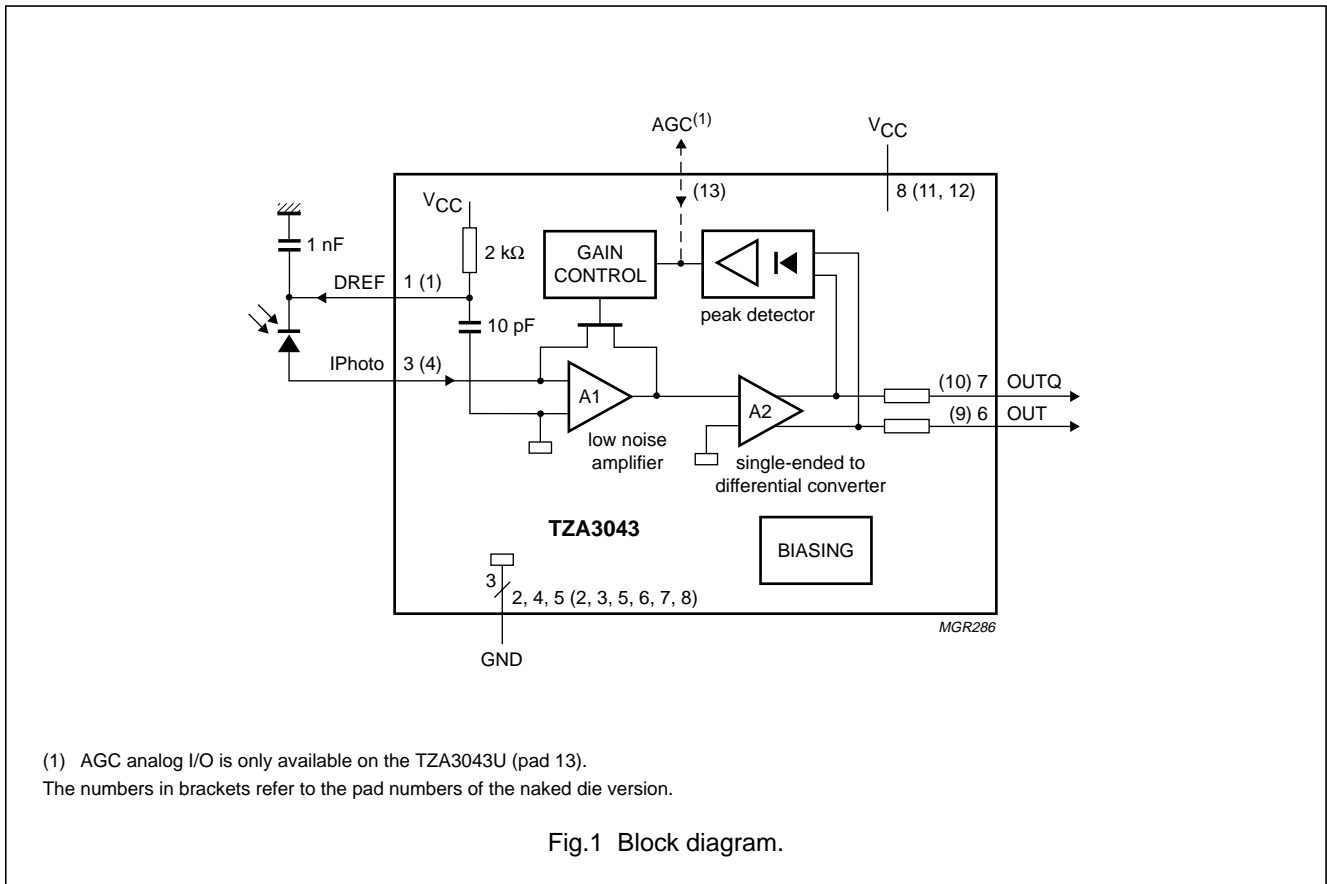 AGC(1)
VCC
(13)
8 (11, 12)
VCC
1 nF
2 kΩ
GAIN
CONTROL
DREF
1 (1)
peak detector
10 pF
IPhoto
3 (4)
A1
A2
(10) 7
OUTQ
(9) 6
OUT
low noise
amplifier
single-ended to
differential converter
TZA3043
BIASING
3
2, 4, 5 (2, 3, 5, 6, 7, 8)
MGR286
GND
(1) AGC analog I/O is only available on the TZA3043U (pad 13).
The numbers in brackets refer to the pad numbers of the naked die version.
Fig.1 Block diagram.